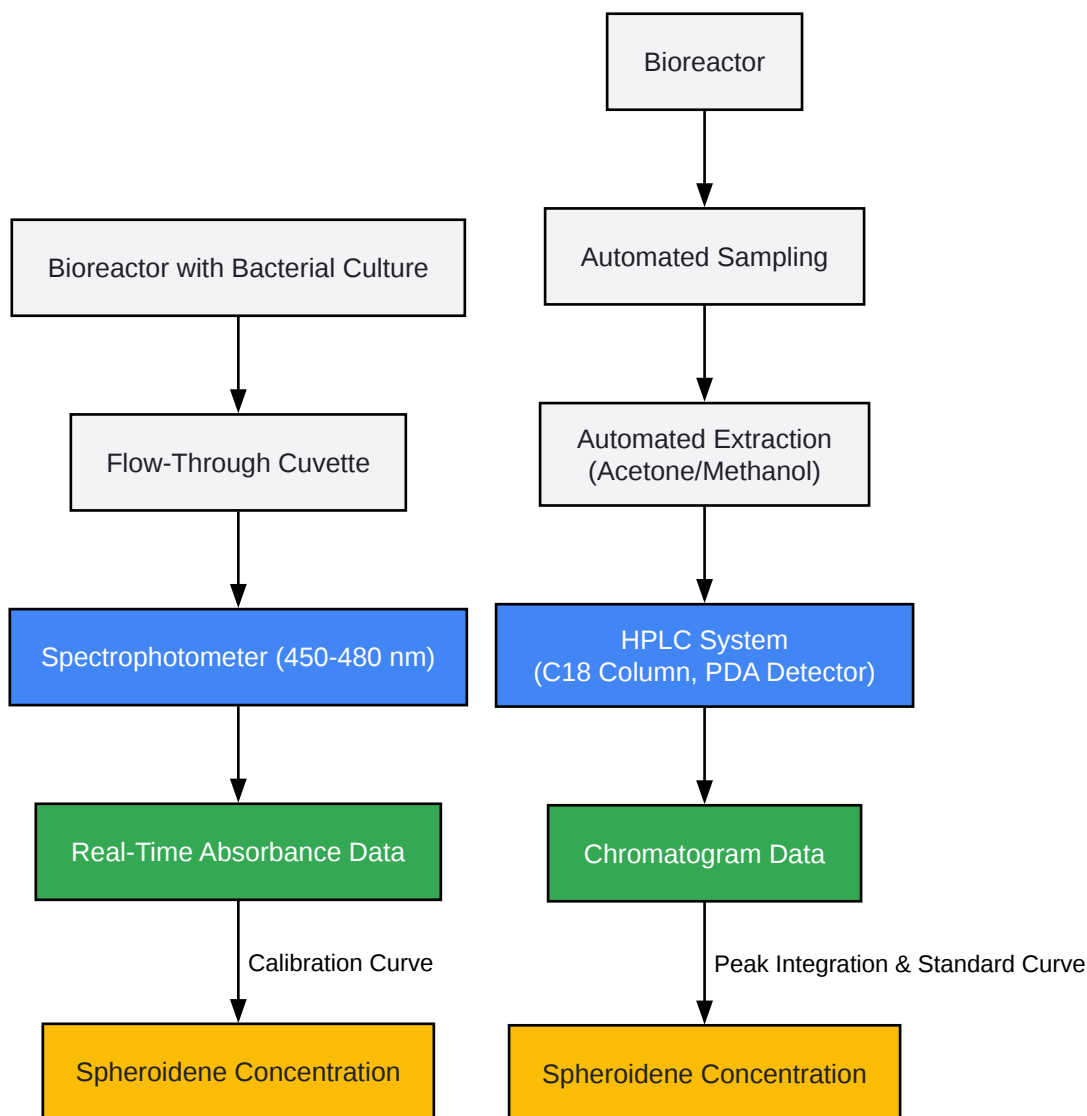 Bioreactor with Bacterial Culture
Flow-Through Cuvette
Spectrophotometer (450-480 nm)
Real-Time Absorbance Data
Calibration Curve
Spheroidene Concentration
Bioreactor
Automated Sampling
Automated Extraction
(Acetone/Methanol)
HPLC System
(C18 Column, PDA Detector)
Chromatogram Data
Peak Integration & Standard Curve
Spheroidene Concentration